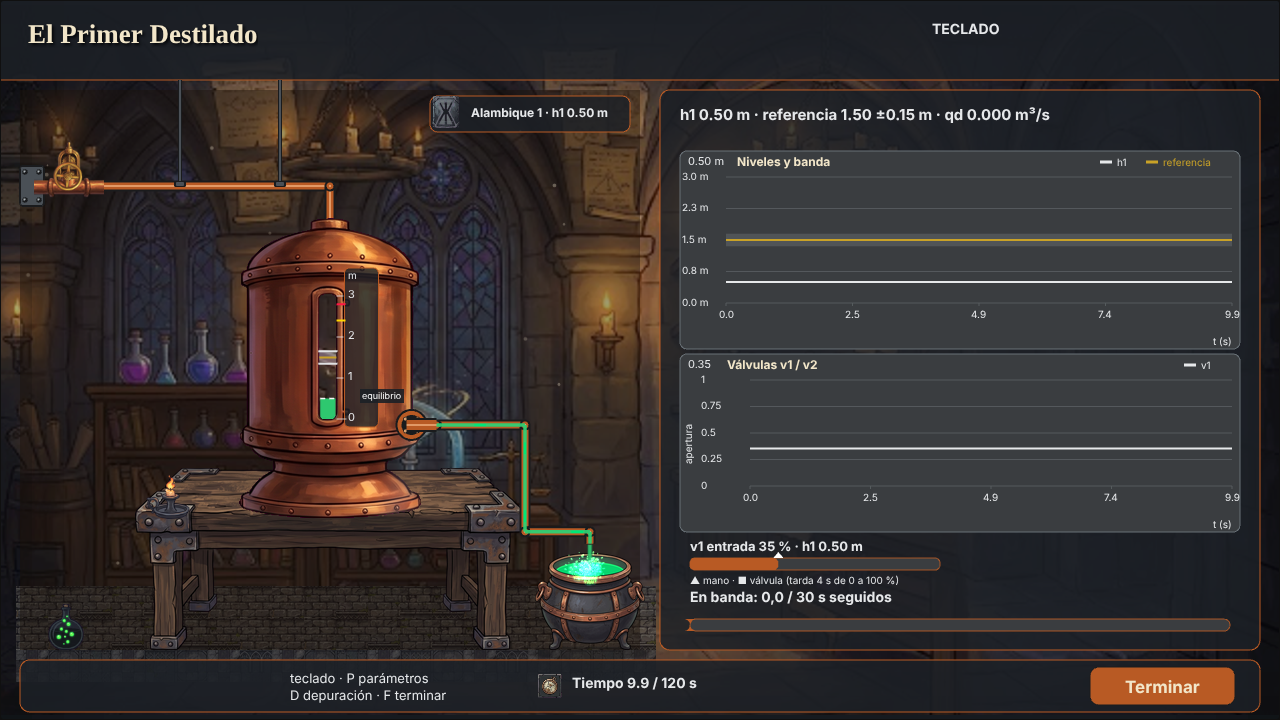 El Primer Destilado
TECLADO
Alambique 1 · h1 0.50 m
m
3
2
1
0
equilibrio
h1 0.50 m · referencia 1.50 ±0.15 m · qd 0.000 m³/s
0.50 m Niveles y banda
h1 referencia
3.0 m
2.3 m
1.5 m
0.8 m
0.0 m
0.0 2.5 4.9 7.4 9.9
t (s)
0.35 Válvulas v1 / v2
v1
1
0.75
0.5
0.25
0
apertura
0.0 2.5 4.9 7.4 9.9
t (s)
v1 entrada 35 % · h1 0.50 m
▲ mano · ■ válvula (tarda 4 s de 0 a 100 %)
En banda: 0,0 / 30 s seguidos
teclado · P parámetros
D depuración · F terminar
Tiempo 9.9 / 120 s
Terminar